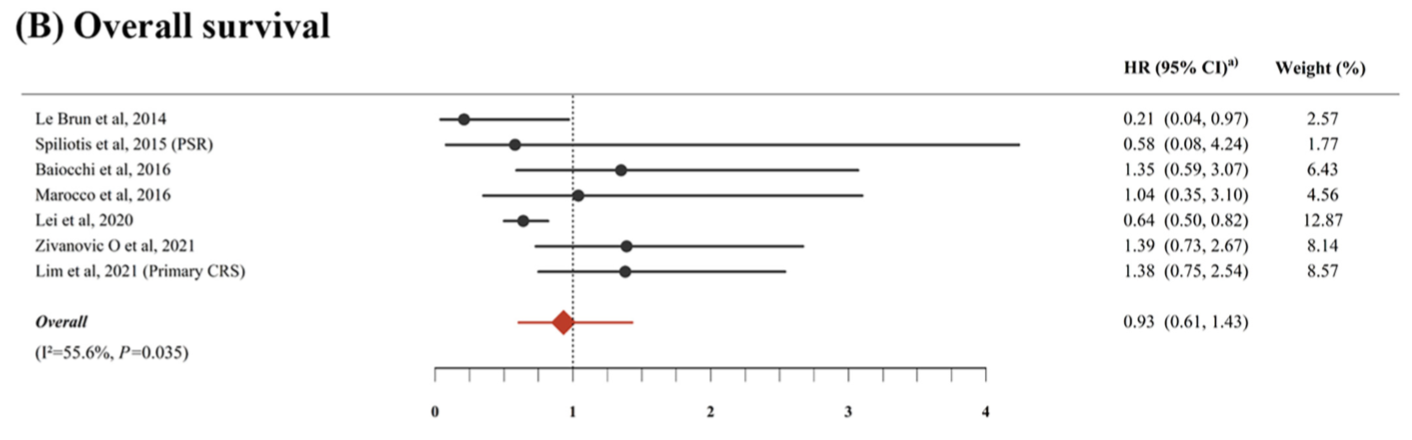 (B) Overall survival
HR (95% CI)a) Weight (%)
Le Brun et al, 2014 0.21 (0.04, 0.97) 2.57
Spiliotis et al, 2015 (PSR) 0.58 (0.08, 4.24) 1.77
Baiocchi et al, 2016 1.35 (0.59, 3.07) 6.43
Marocco et al, 2016 1.04 (0.35, 3.10) 4.56
Lei et al, 2020 0.64 (0.50, 0.82) 12.87
Zivanovic O et al, 2021 1.39 (0.73, 2.67) 8.14
Lim et al, 2021 (Primary CRS) 1.38 (0.75, 2.54) 8.57
Overall 0.93 (0.61, 1.43)
(I²=55.6%, P=0.035)
0 1 2 3 4